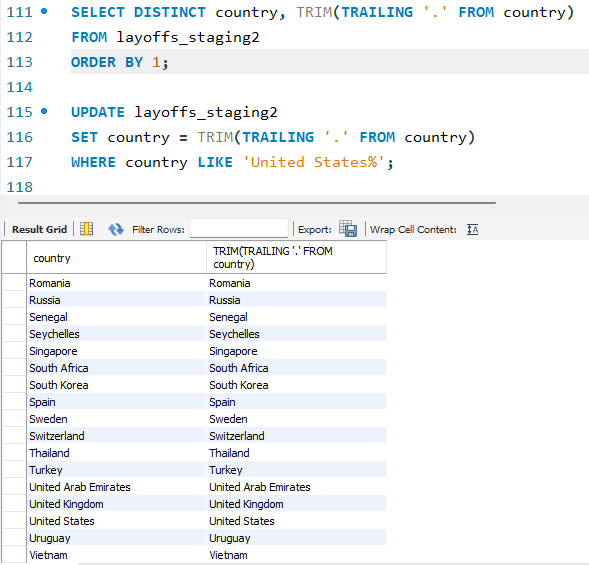 111 SELECT DISTINCT country, TRIM(TRAILING '.' FROM country)
112 FROM layoffs_staging2
113 ORDER BY 1;
114
115 UPDATE layoffs_staging2
116 SET country = TRIM(TRAILING '.' FROM country)
117 WHERE country LIKE 'United States%';
118
Result Grid Filter Rows: Export: Wrap Cell Content: IA
country TRIM(TRAILING '.' FROM
country)
Romania Romania
Russia Russia
Senegal Senegal
Seychelles Seychelles
Singapore Singapore
South Africa South Africa
South Korea South Korea
Spain Spain
Sweden Sweden
Switzerland Switzerland
Thailand Thailand
Turkey Turkey
United Arab Emirates United Arab Emirates
United Kingdom United Kingdom
United States United States
Uruguay Uruguay
Vietnam Vietnam